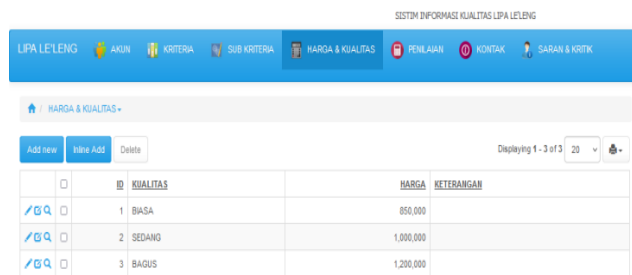 SISTIM INFORMASI KUALITAS LIPA LE'LENG
LIPA LE'LENG AKUN KRITERIA SUB KRITERIA HARGA & KUALITAS PENILAIAN KONTAK SARAN & KRITIK
/ HARGA & KUALITAS
Add new Inline Add Delete Displaying 1 - 3 of 3 20
ID KUALITAS HARGA KETERANGAN
1 BIASA 850,000
2 SEDANG 1,000,000
3 BAGUS 1,200,000